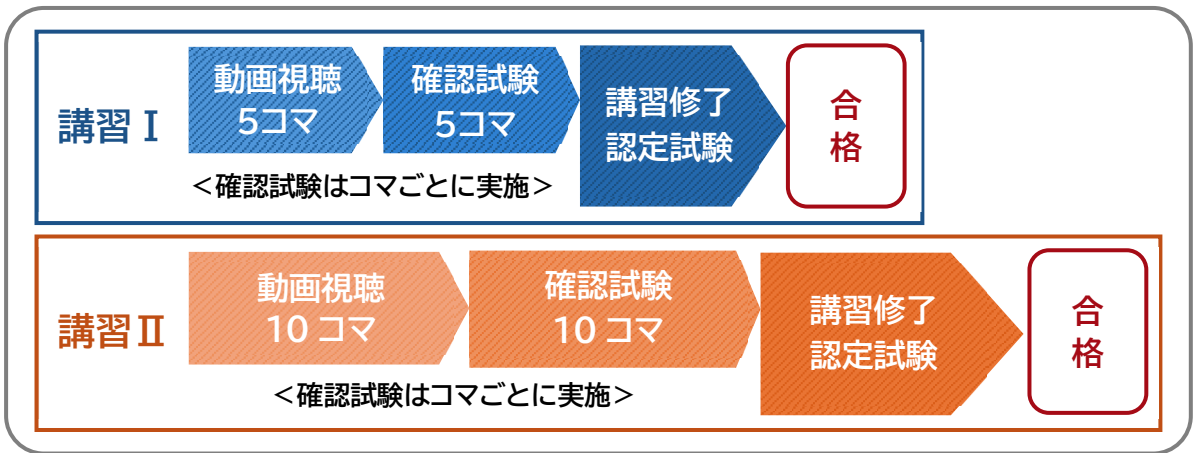 講習Ⅰ
動画視聴
5コマ
確認試験
5コマ
<確認試験はコマごとに実施>
講習修了
認定試験
合格
講習Ⅱ
動画視聴
10コマ
確認試験
10コマ
<確認試験はコマごとに実施>
講習修了
認定試験
合格